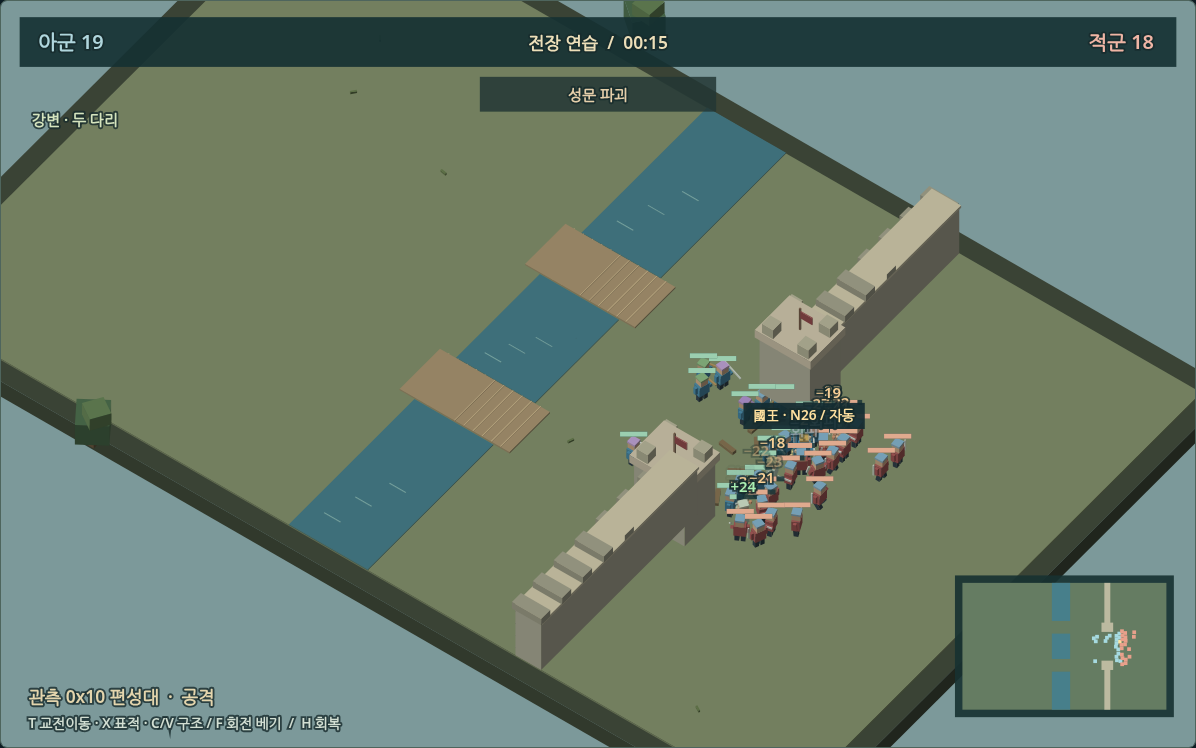 아군 19
전장 연습 / 00:15
적군 18
성문 파괴
강변 · 두 다리
−19
國王 · N26 / 자동
−18
−22
−23
−21
+24
관측 0x10 편성대 · 공격
T 교전이동 · X 표적 · C/V 구조 / F 회전 베기 / H 회복